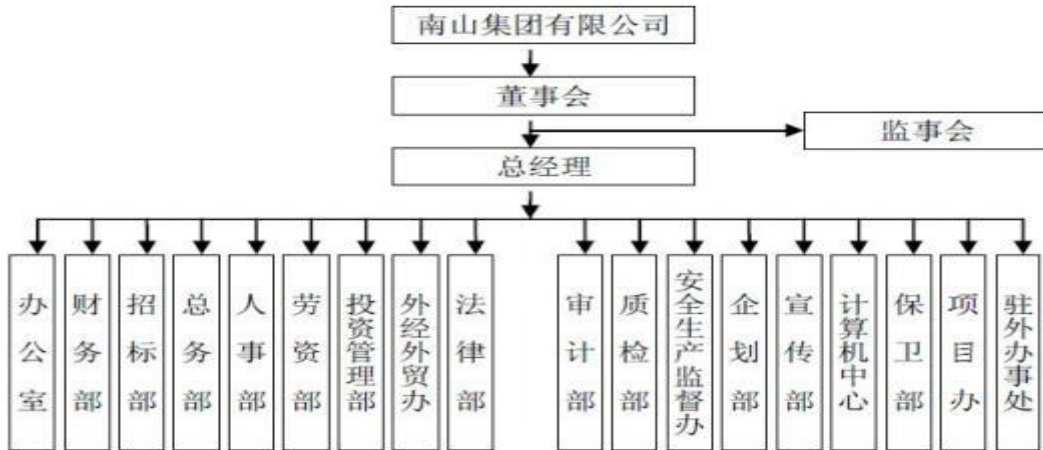 南山集团有限公司
董事会
监事会
总经理
办公室
财务部
招标部
总务部
人事部
劳资部
投资管理部
外经外贸办
法律部
审计部
质检部
安全生产监督办
企划部
宣传部
计算机中心
保卫部
项目办
驻外办事处